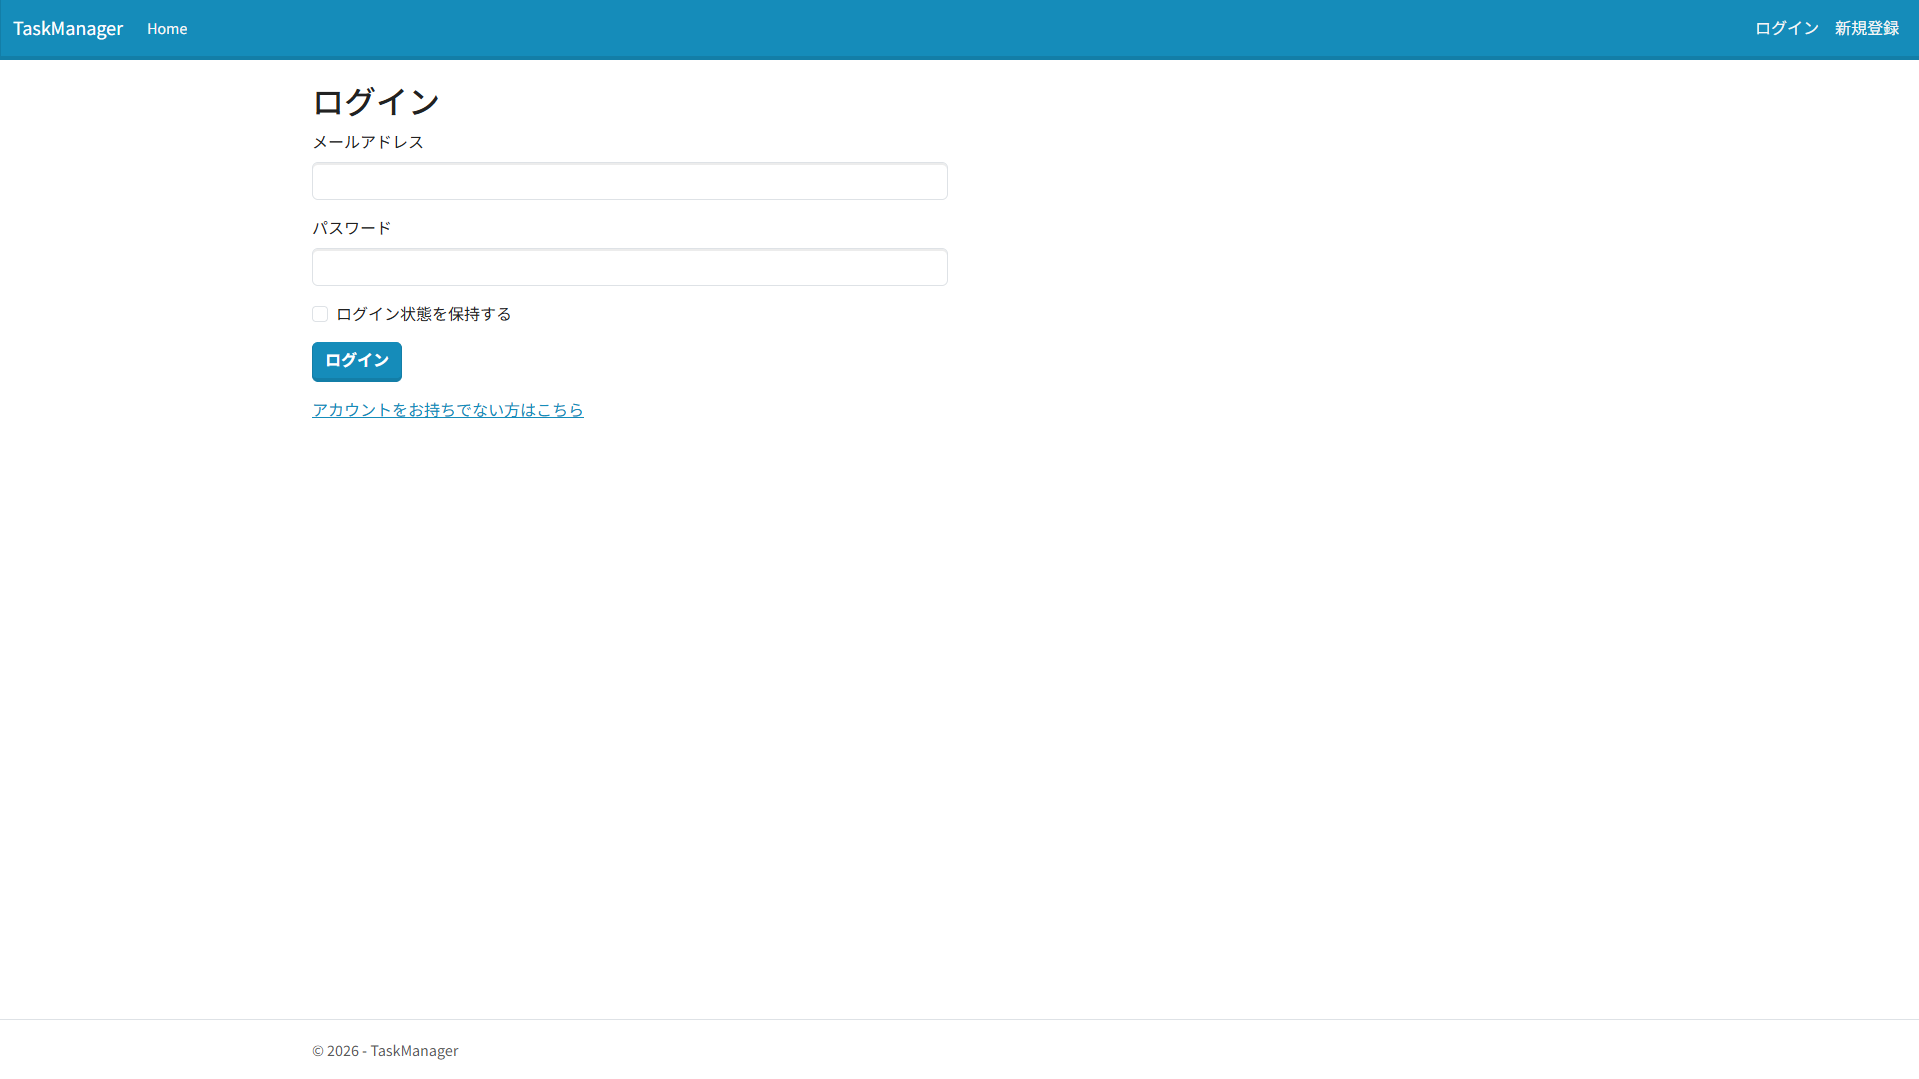 TaskManager Home ログイン 新規登録
ログイン
メールアドレス
パスワード
ログイン状態を保持する
ログイン
アカウントをお持ちでない方はこちら
© 2026 - TaskManager